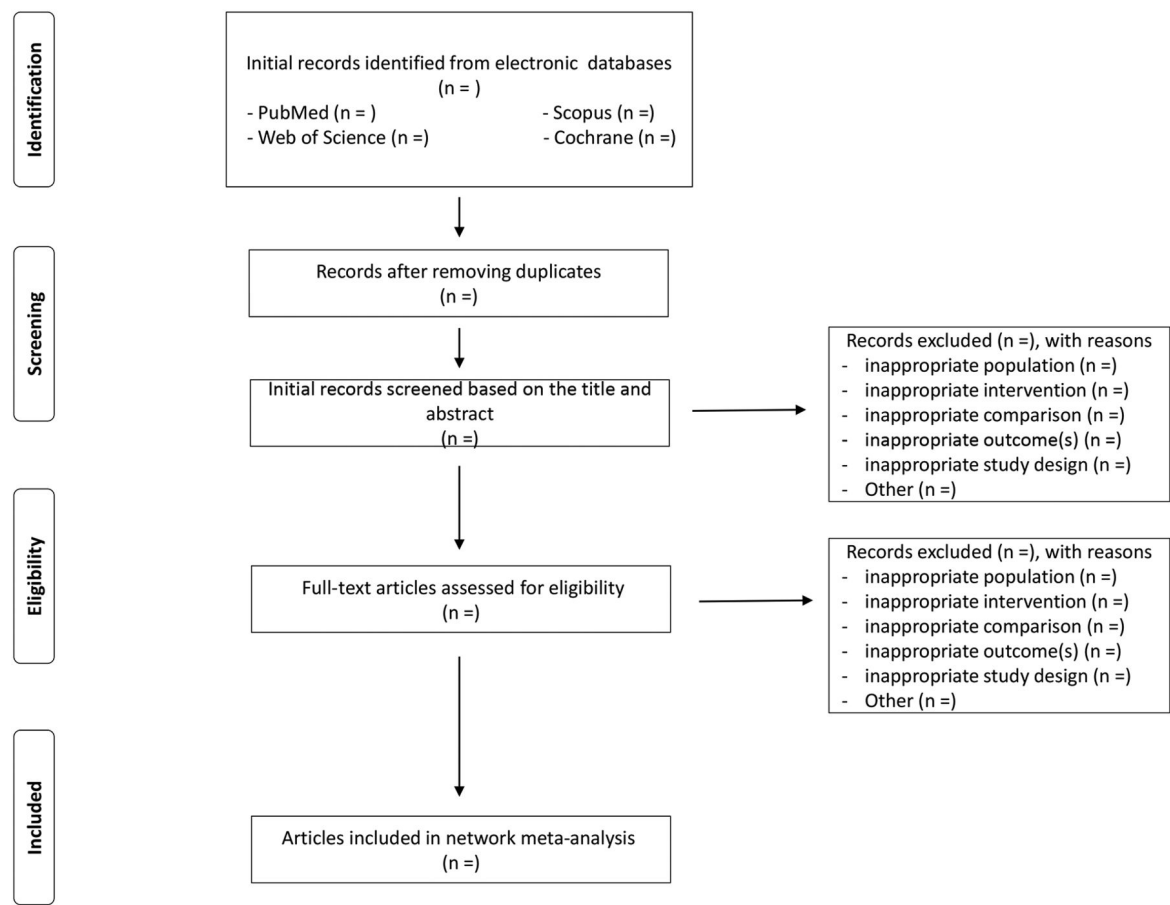 Identification
Initial records identified from electronic databases
(n = )
- PubMed (n = )
- Scopus (n =)
- Web of Science (n =)
- Cochrane (n =)
Screening
Records after removing duplicates
(n =)
Initial records screened based on the title and
abstract
(n =)
Records excluded (n =), with reasons
- inappropriate population (n =)
- inappropriate intervention (n =)
- inappropriate comparison (n =)
- inappropriate outcome(s) (n =)
- inappropriate study design (n =)
- Other (n =)
Eligibility
Full-text articles assessed for eligibility
(n =)
Records excluded (n =), with reasons
- inappropriate population (n =)
- inappropriate intervention (n =)
- inappropriate comparison (n =)
- inappropriate outcome(s) (n =)
- inappropriate study design (n =)
- Other (n =)
Included
Articles included in network meta-analysis
(n =)